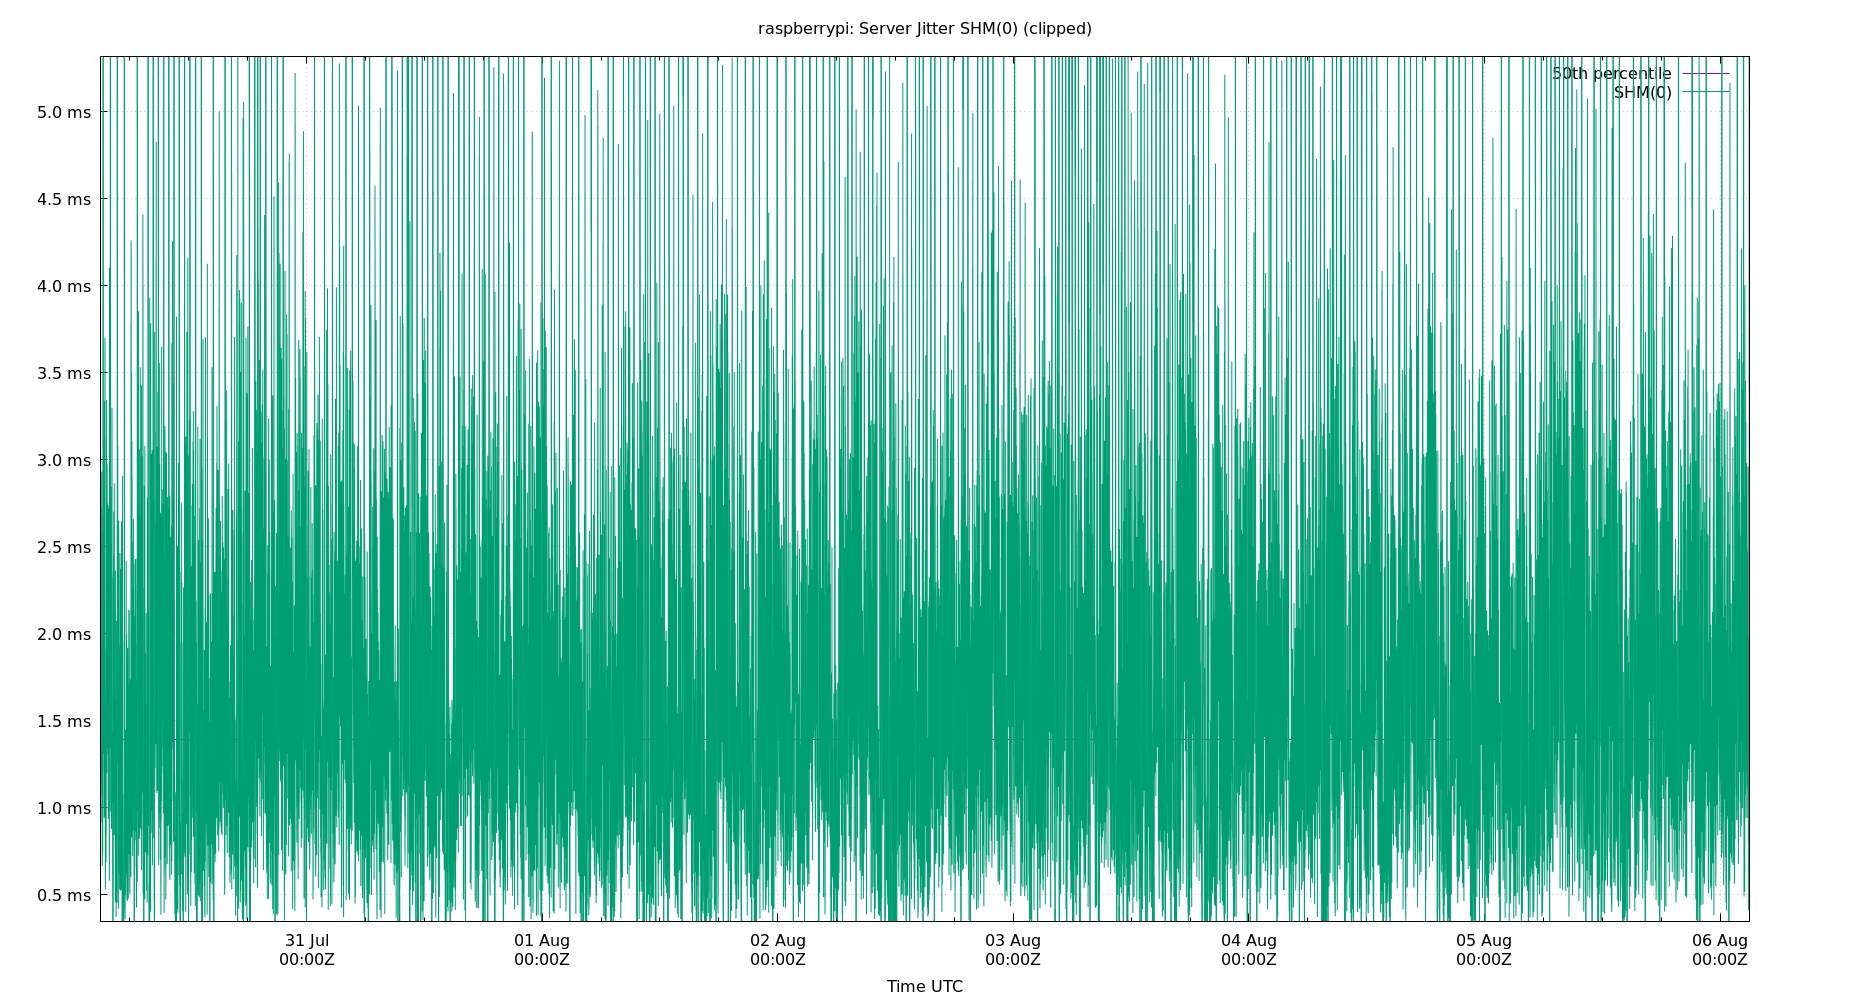 raspberrypi: Server Jitter SHM(0) (clipped)
50th percentile
SHM(0)
5.0 ms
4.5 ms
4.0 ms
3.5 ms
3.0 ms
2.5 ms
2.0 ms
1.5 ms
1.0 ms
0.5 ms
31 Jul 01 Aug 02 Aug 03 Aug 04 Aug 05 Aug 06 Aug
00:00Z 00:00Z 00:00Z 00:00Z 00:00Z 00:00Z 00:00Z
Time UTC